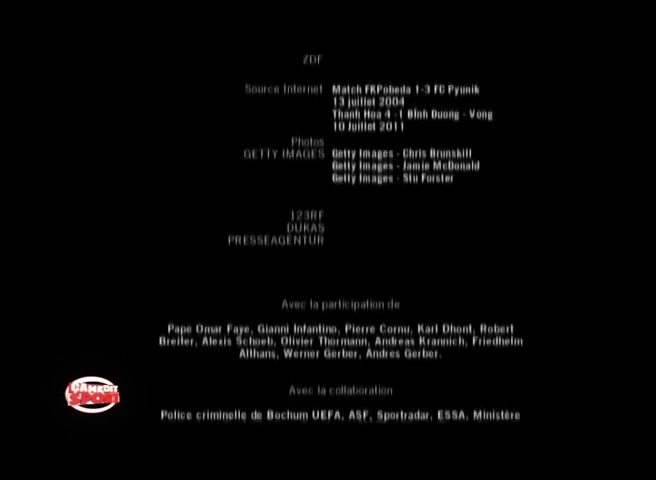 ZDF
Source Internet Match FKPobeda 1-3 FC Pyunik
13 juillet 2004
Thanh Hoa 4 -1 Binh Duong - Vong
10 Juillet 2011
Photos
GETTY IMAGES Getty Images - Chris Brunskill
Getty Images - Jamie McDonald
Getty Images - Stu Forster
123RF
DUKAS
PRESSEAGENTUR
Avec la participation de
Pape Omar Faye, Gianni Infantino, Pierre Cornu, Karl Dhont, Robert
Breiter, Alexis Schoeb, Olivier Thormann, Andreas Krannich, Friedhelm
Althans, Werner Gerber, Andres Gerber.
ÇAMEDIT
SPORT
Avec la collaboration
Police criminelle de Bochum UEFA, ASF, Sportradar, ESSA, Ministère